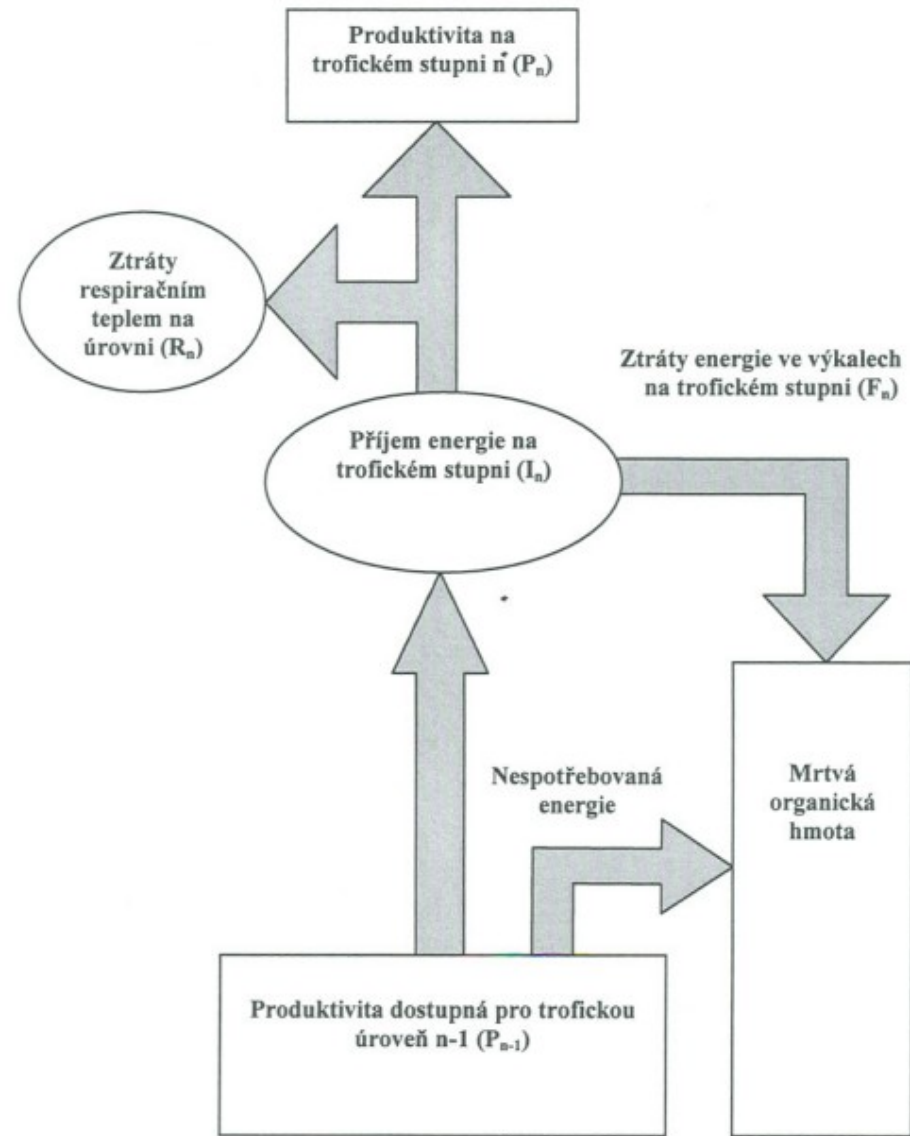 Produktivita na
trofickém stupni n (Pₙ)
Ztráty
respiračním
teplem na
úrovni (Rₙ)
Ztráty energie ve výkalech
na trofickém stupni (Fₙ)
Příjem energie na
trofickém stupni (Iₙ)
Nespotřebovaná
energie
Mrtvá
organická
hmota
Produktivita dostupná pro trofickou
úroveň n-1 (Pₙ₋₁)